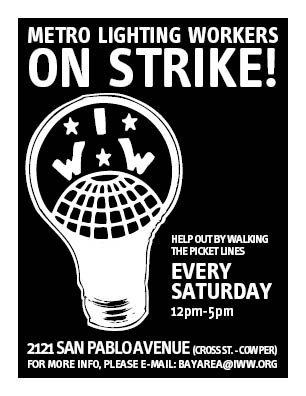 METRO LIGHTING WORKERS
ON STRIKE!
I
W W
HELP OUT BY WALKING
THE PICKET LINES
EVERY
SATURDAY
12pm-5pm
2121 SAN PABLO AVENUE (CROSS ST. - COWPER)
FOR MORE INFO, PLEASE E-MAIL: BAYAREA@IWW.ORG